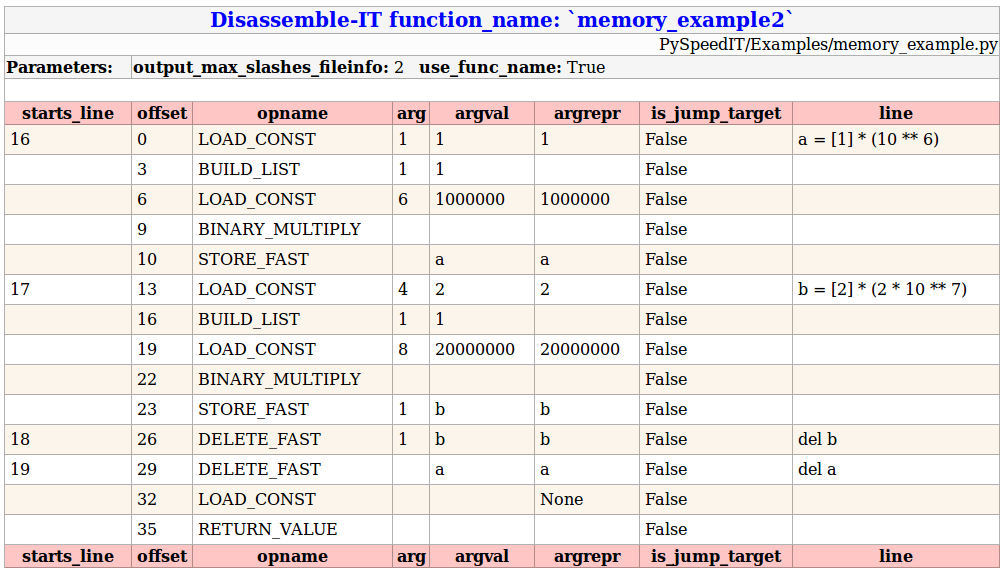 Disassemble-IT function_name: `memory_example2`
PySpeedIT/Examples/memory_example.py
Parameters: output_max_slashes_fileinfo: 2 use_func_name: True
starts_line offset opname arg argval argrepr is_jump_target line
16 0 LOAD_CONST 1 1 1 False a = [1] * (10 ** 6)
3 BUILD_LIST 1 1 False
6 LOAD_CONST 6 1000000 1000000 False
9 BINARY_MULTIPLY False
10 STORE_FAST a a False
17 13 LOAD_CONST 4 2 2 False b = [2] * (2 * 10 ** 7)
16 BUILD_LIST 1 1 False
19 LOAD_CONST 8 20000000 20000000 False
22 BINARY_MULTIPLY False
23 STORE_FAST 1 b b False
18 26 DELETE_FAST 1 b b False del b
19 29 DELETE_FAST a a False del a
32 LOAD_CONST None False
35 RETURN_VALUE False
starts_line offset opname arg argval argrepr is_jump_target line